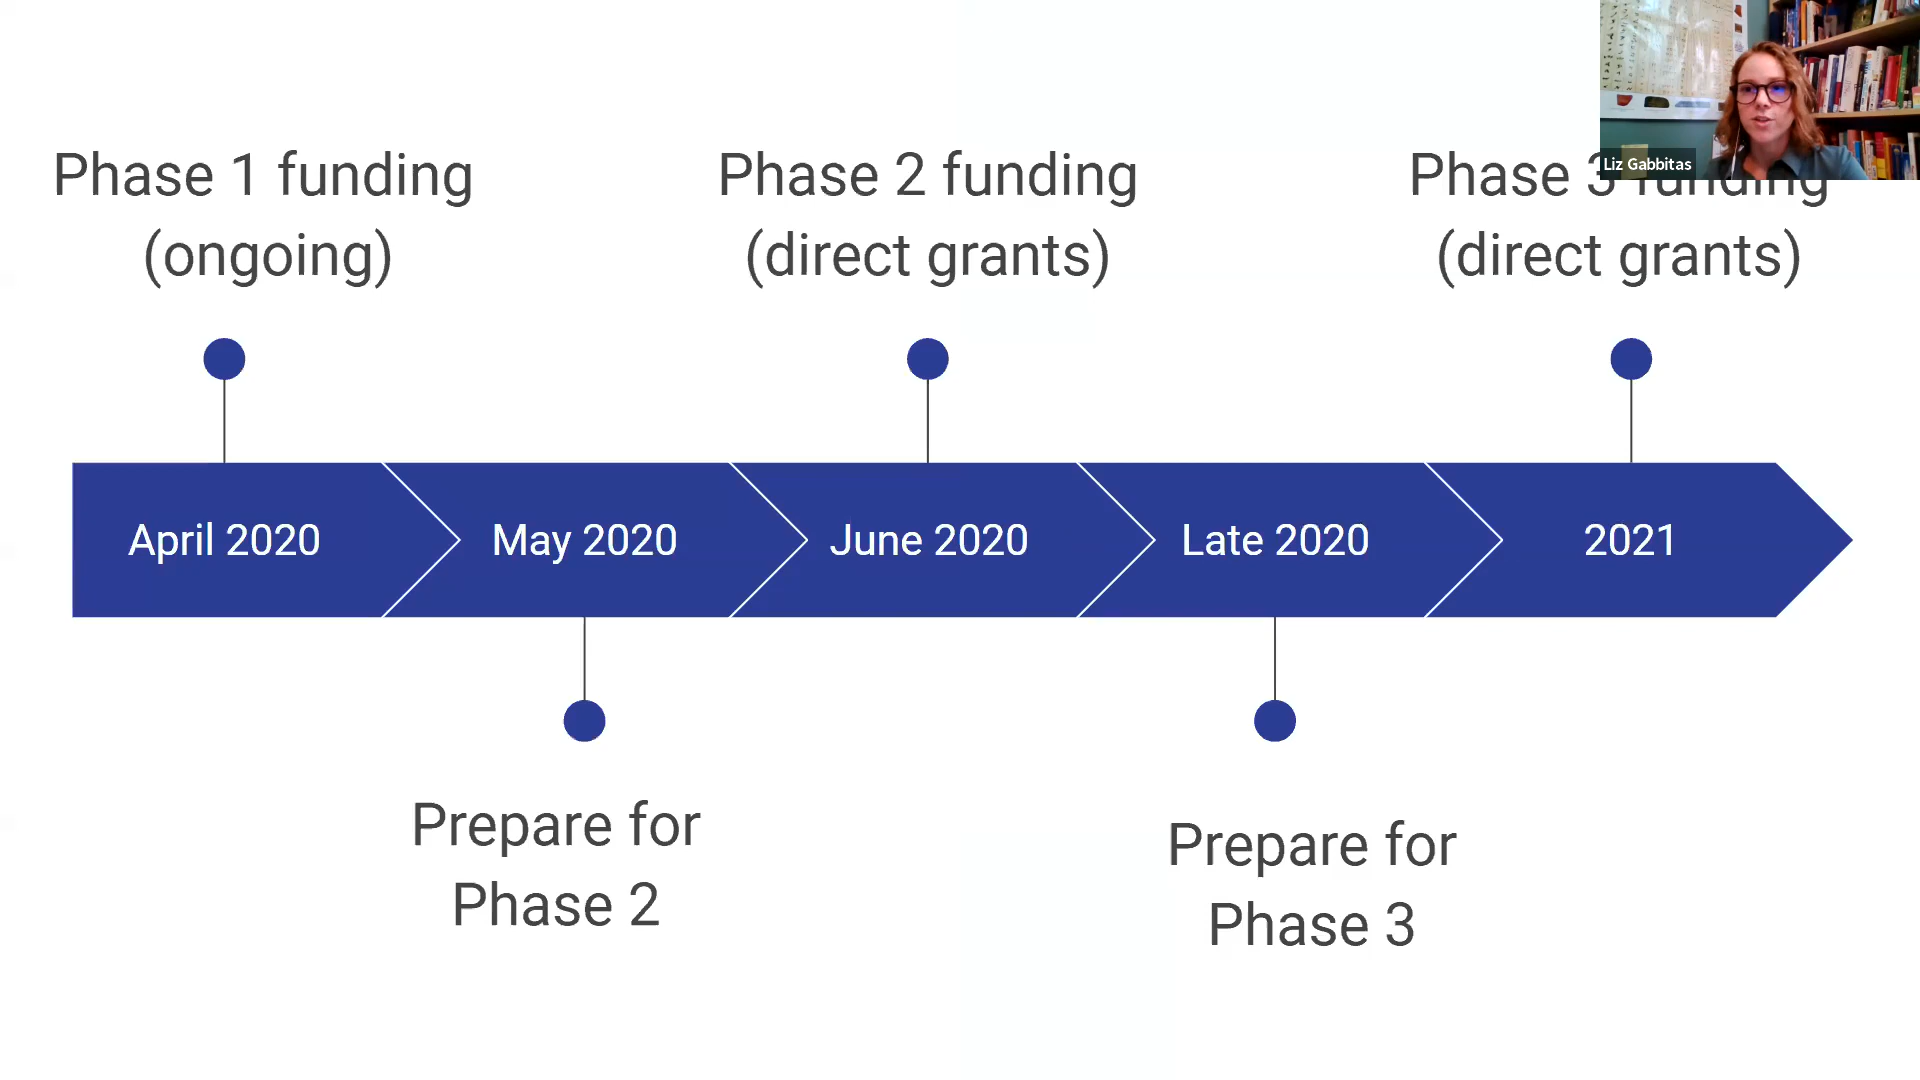 Phase 1 funding
(ongoing)
Phase 2 funding
(direct grants)
Phase 3 funding
(direct grants)
Liz Gabbitas
April 2020
May 2020
June 2020
Late 2020
2021
Prepare for
Phase 2
Prepare for
Phase 3